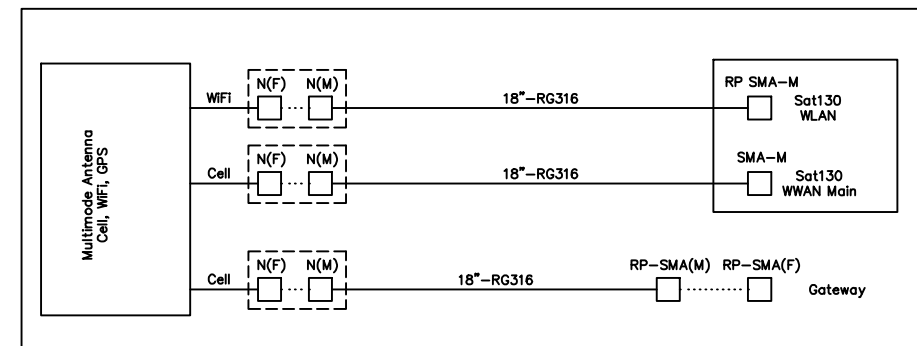 Multimode Antenna
Cell, WiFi, GPS
WiFi
N(F) N(M)
18"-RG316
RP SMA-M
Sat130
WLAN
Cell
N(F) N(M)
18"-RG316
SMA-M
Sat130
WWAN Main
Cell
N(F) N(M)
18"-RG316
RP-SMA(M) RP-SMA(F)
Gateway